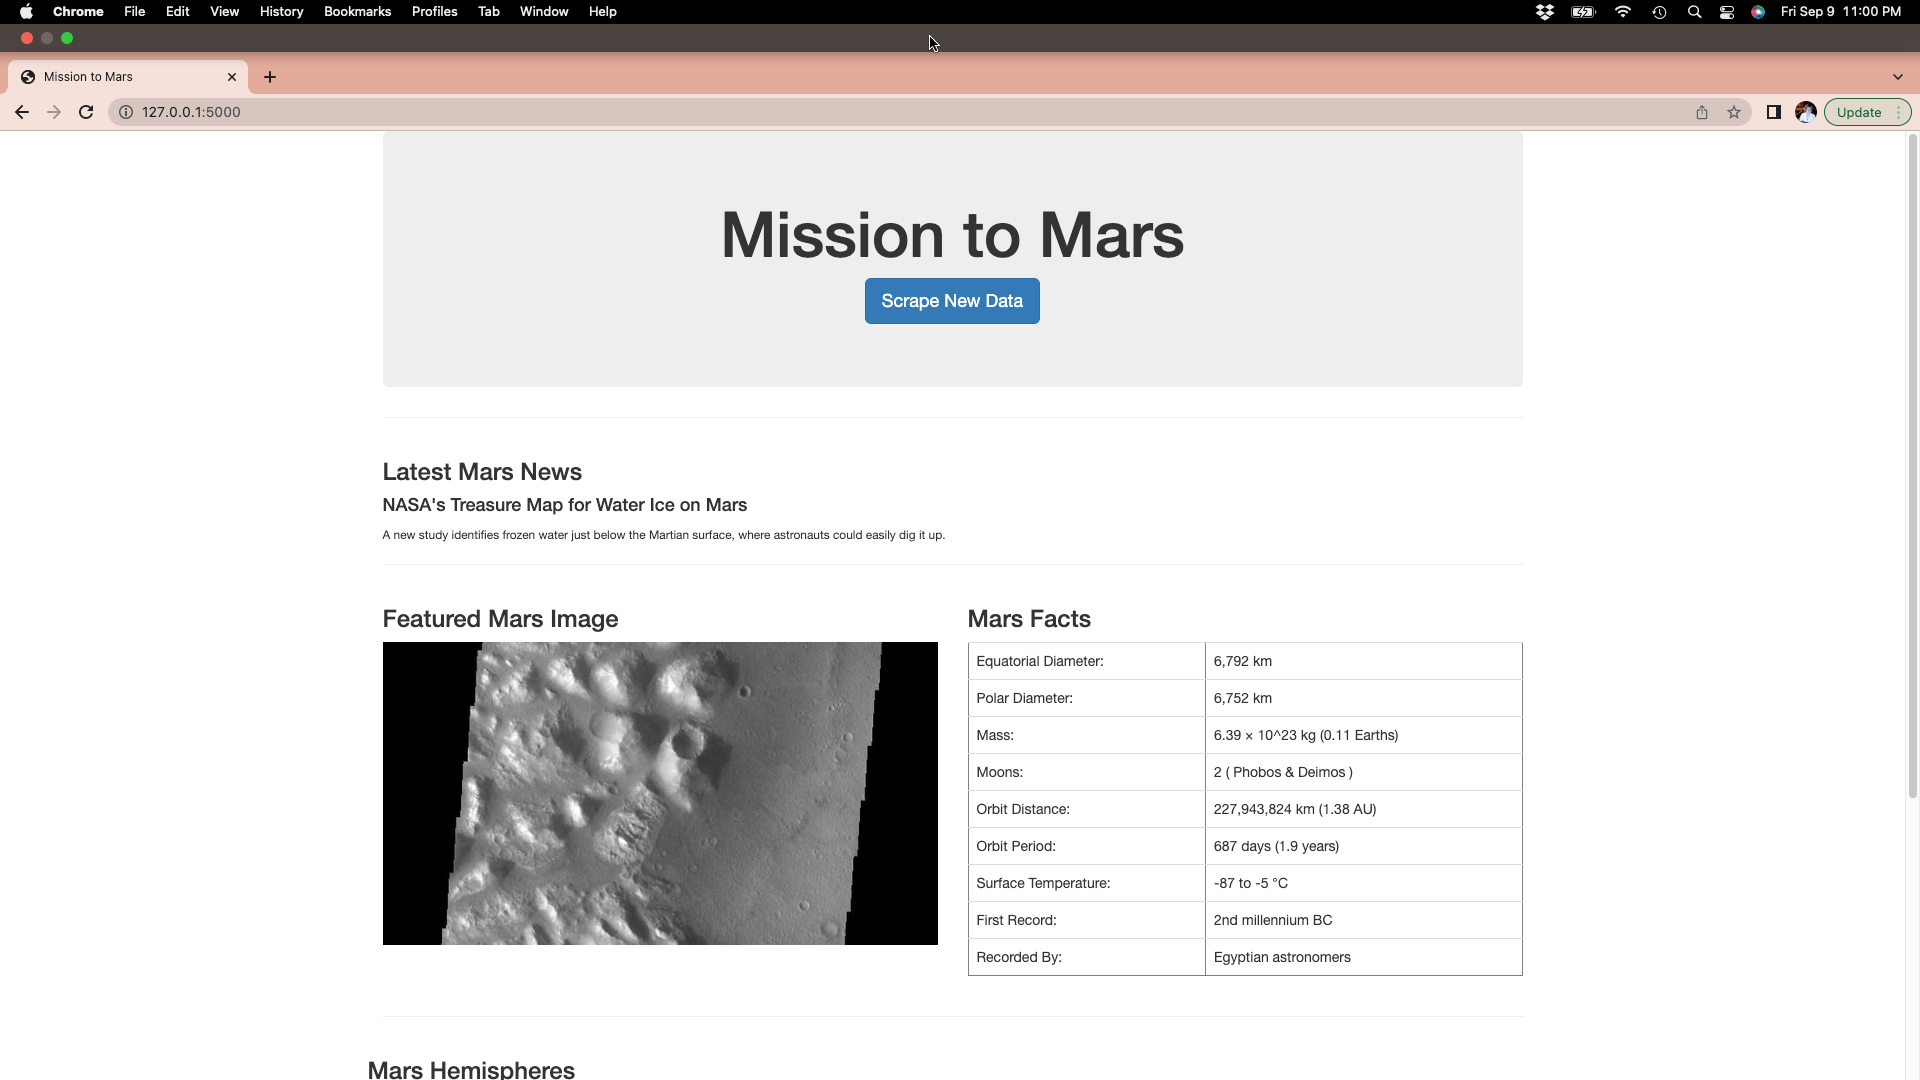 Chrome File Edit View History Bookmarks Profiles Tab Window Help Fri Sep 9 11:00 PM
Mission to Mars
127.0.0.1:5000 Update
Mission to Mars
Scrape New Data
Latest Mars News
NASA's Treasure Map for Water Ice on Mars
A new study identifies frozen water just below the Martian surface, where astronauts could easily dig it up.
Featured Mars Image
Mars Facts
Equatorial Diameter: 6,792 km
Polar Diameter: 6,752 km
Mass: 6.39 × 10^23 kg (0.11 Earths)
Moons: 2 ( Phobos & Deimos )
Orbit Distance: 227,943,824 km (1.38 AU)
Orbit Period: 687 days (1.9 years)
Surface Temperature: -87 to -5 °C
First Record: 2nd millennium BC
Recorded By: Egyptian astronomers
Mars Hemispheres